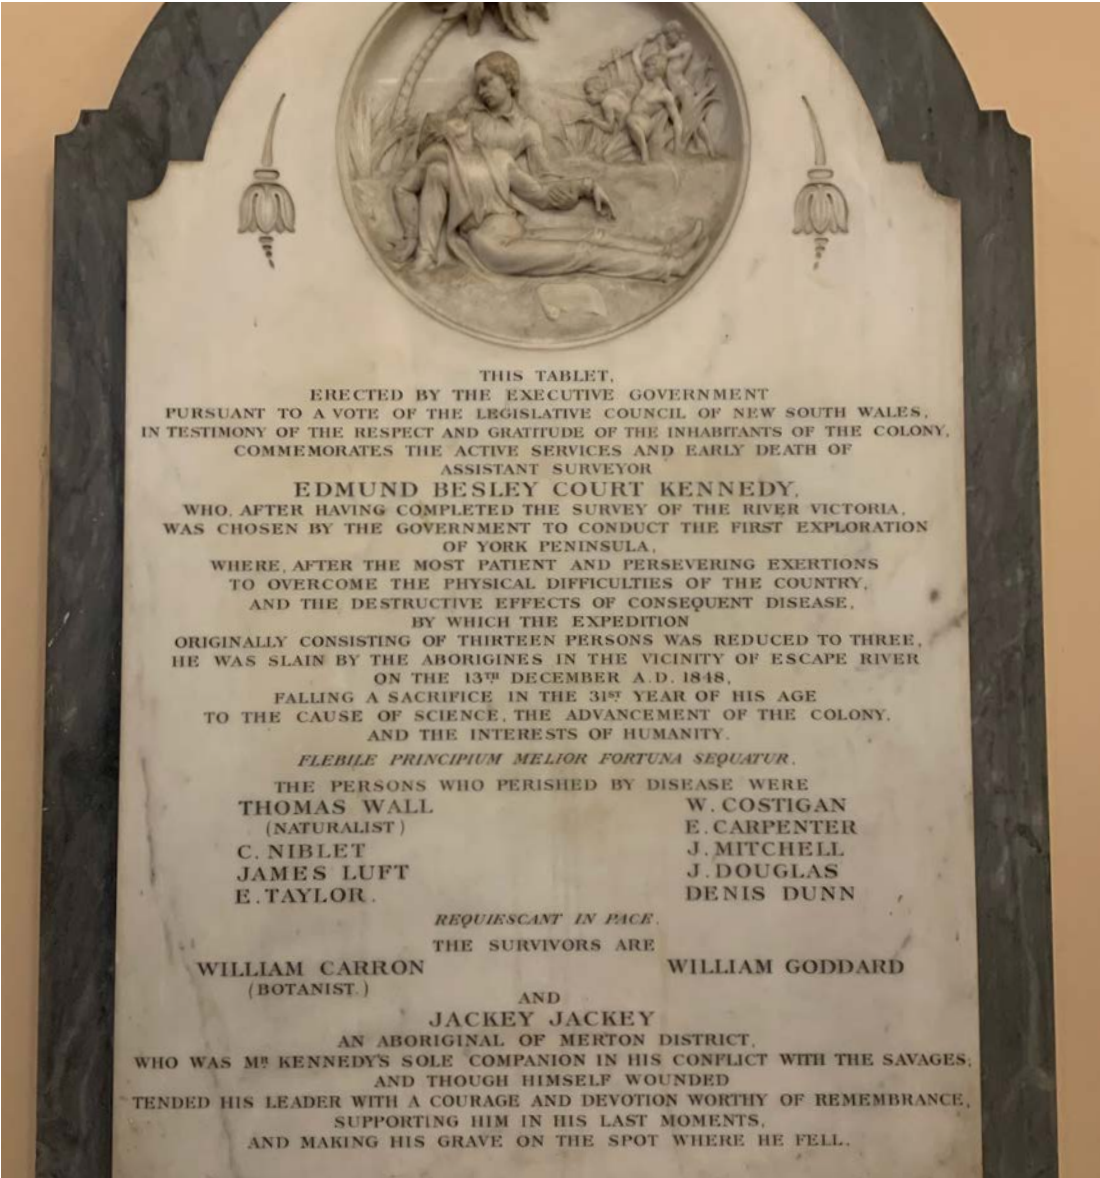 THIS TABLET,
ERECTED BY THE EXECUTIVE GOVERNMENT
PURSUANT TO A VOTE OF THE LEGISLATIVE COUNCIL OF NEW SOUTH WALES,
IN TESTIMONY OF THE RESPECT AND GRATITUDE OF THE INHABITANTS OF THE COLONY,
COMMEMORATES THE ACTIVE SERVICES AND EARLY DEATH OF
ASSISTANT SURVEYOR
EDMUND BESLEY COURT KENNEDY,
WHO, AFTER HAVING COMPLETED THE SURVEY OF THE RIVER VICTORIA,
WAS CHOSEN BY THE GOVERNMENT TO CONDUCT THE FIRST EXPLORATION
OF YORK PENINSULA,
WHERE, AFTER THE MOST PATIENT AND PERSEVERING EXERTIONS
TO OVERCOME THE PHYSICAL DIFFICULTIES OF THE COUNTRY,
AND THE DESTRUCTIVE EFFECTS OF CONSEQUENT DISEASE,
BY WHICH THE EXPEDITION
ORIGINALLY CONSISTING OF THIRTEEN PERSONS WAS REDUCED TO THREE,
HE WAS SLAIN BY THE ABORIGINES IN THE VICINITY OF ESCAPE RIVER
ON THE 13TH DECEMBER A.D. 1848,
FALLING A SACRIFICE IN THE 31ST YEAR OF HIS AGE
TO THE CAUSE OF SCIENCE, THE ADVANCEMENT OF THE COLONY,
AND THE INTERESTS OF HUMANITY.
FLEBILE PRINCIPIUM MELIOR FORTUNA SEQUATUR.
THE PERSONS WHO PERISHED BY DISEASE WERE
THOMAS WALL
(NATURALIST)
C. NIBLET
JAMES LUFT
E. TAYLOR.
W. COSTIGAN
E. CARPENTER
J. MITCHELL
J. DOUGLAS
DENIS DUNN
REQUIESCANT IN PACE.
THE SURVIVORS ARE
WILLIAM CARRON
(BOTANIST.)
WILLIAM GODDARD
AND
JACKEY JACKEY
AN ABORIGINAL OF MERTON DISTRICT,
WHO WAS MR KENNEDY'S SOLE COMPANION IN HIS CONFLICT WITH THE SAVAGES;
AND THOUGH HIMSELF WOUNDED
TENDED HIS LEADER WITH A COURAGE AND DEVOTION WORTHY OF REMEMBRANCE,
SUPPORTING HIM IN HIS LAST MOMENTS,
AND MAKING HIS GRAVE ON THE SPOT WHERE HE FELL.